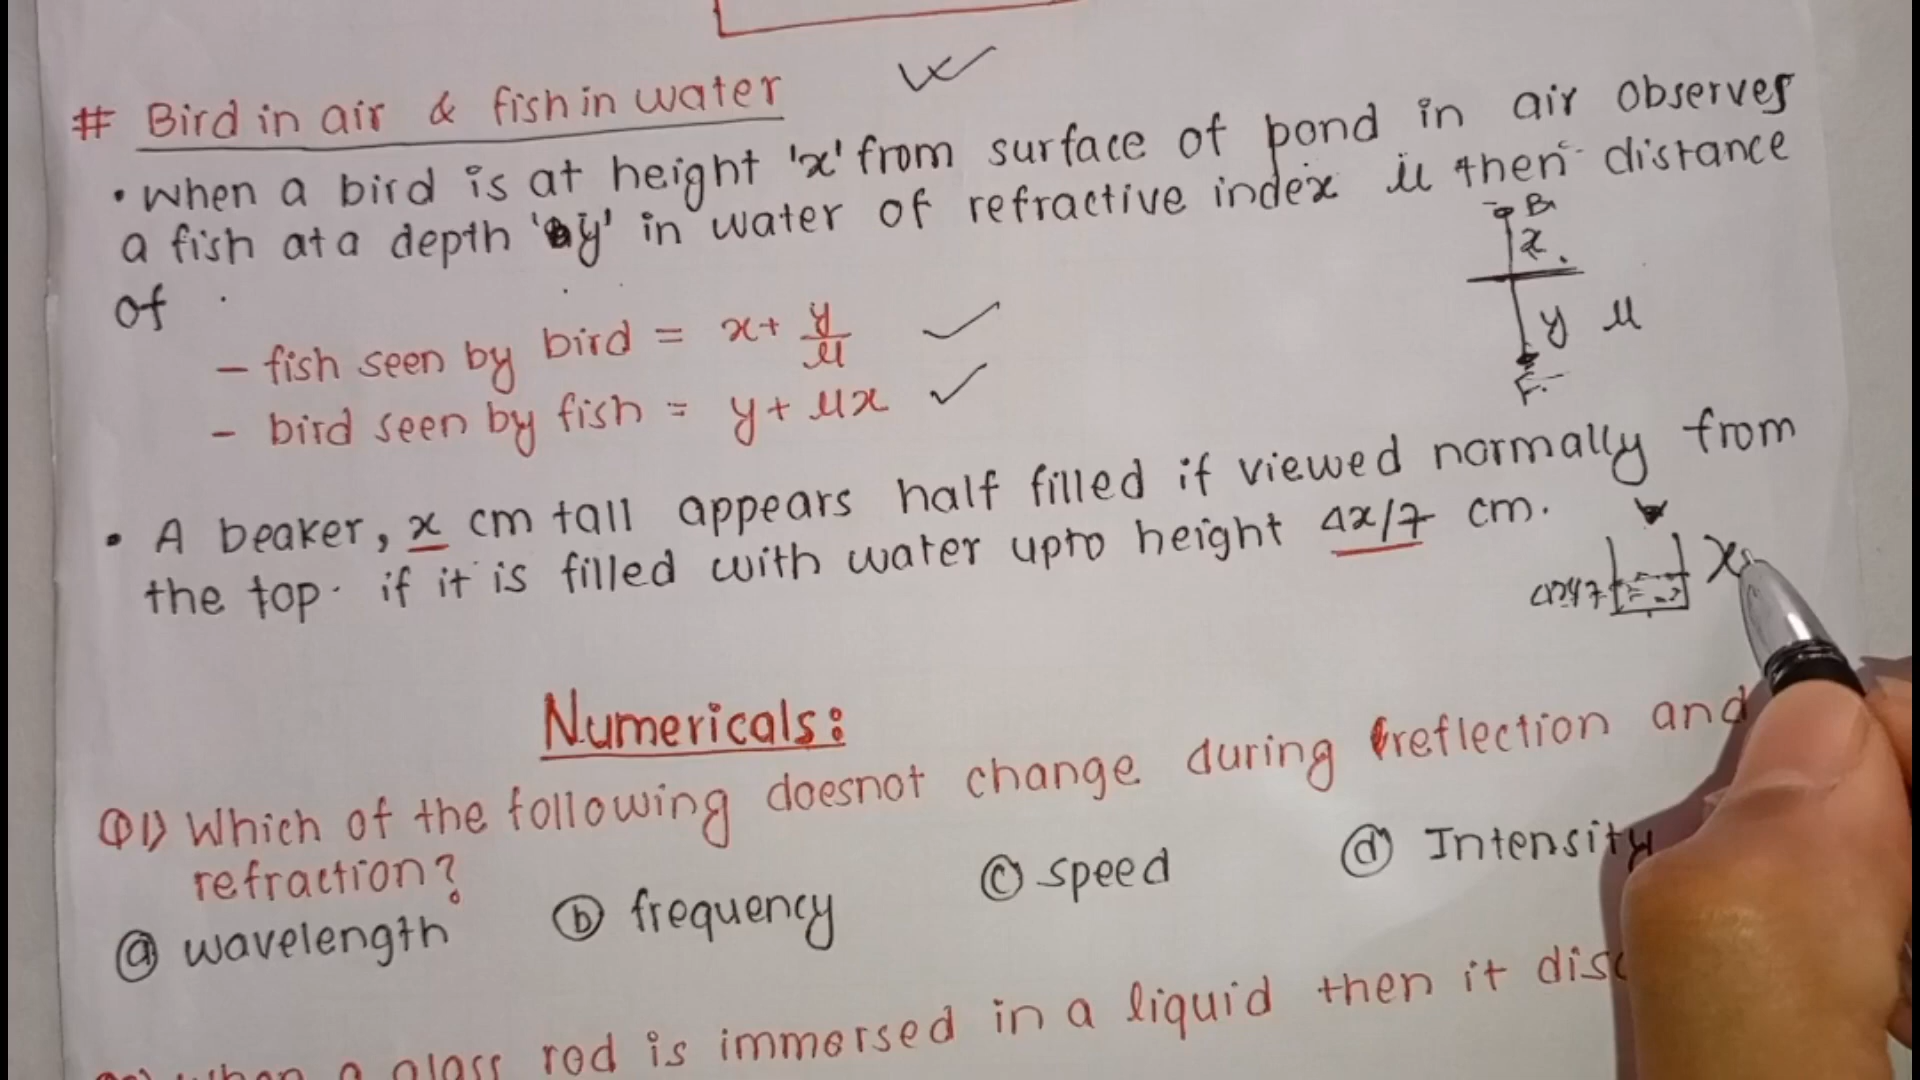 # Bird in air & fish in water
• When a bird is at height 'x' from surface of pond in air observes
a fish at a depth 'y' in water of refractive index μ then distance
of
- fish seen by bird = x + y/μ
- bird seen by fish = y + μx
B
x
y μ
F
• A beaker, x cm tall appears half filled if viewed normally from
the top. if it is filled with water upto height 4x/7 cm.
x
Numericals:
Q1) Which of the following doesnot change during reflection and
refraction?
(a) wavelength (b) frequency (c) speed (d) Intensity
a glass rod is immersed in a liquid then it